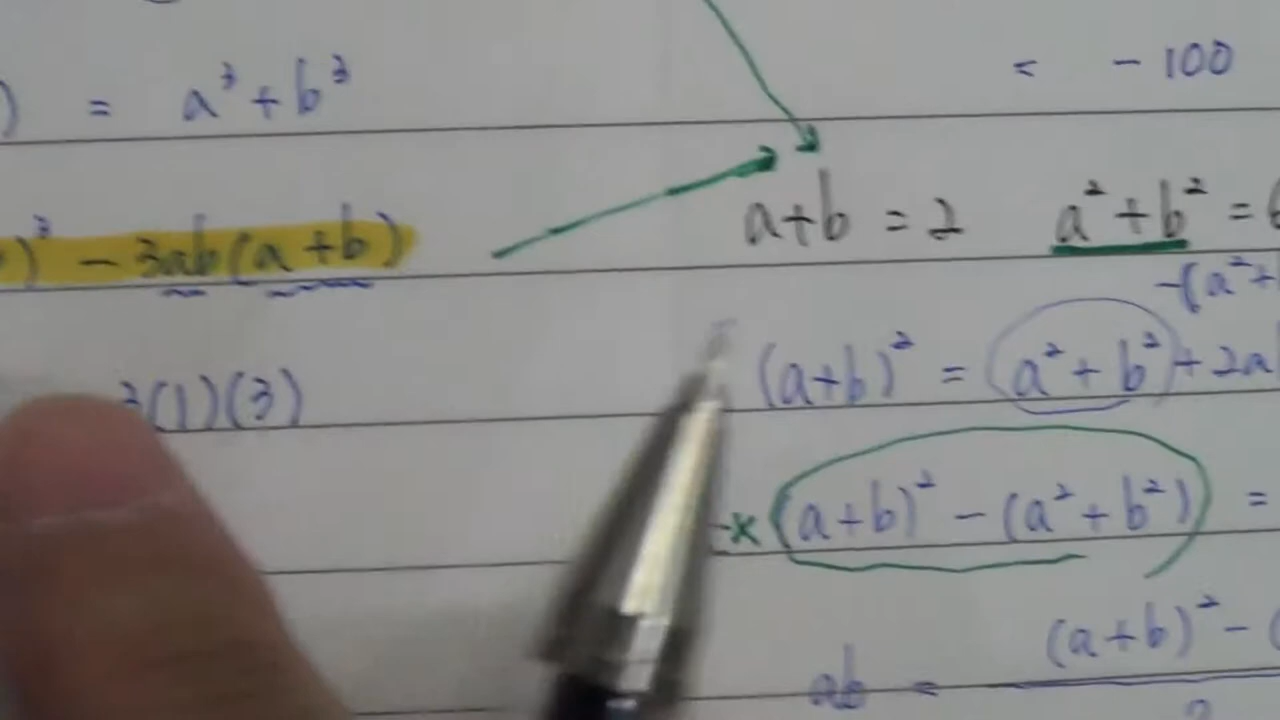 ) = a³ + b³
)³ - 3ab(a+b)
3(1)(3)
= -100
a+b = 2 a²+b² =
-(a²+
(a+b)² = (a²+b²) + 2a
* (a+b)² - (a²+b²) =
(a+b)² - (
ab =